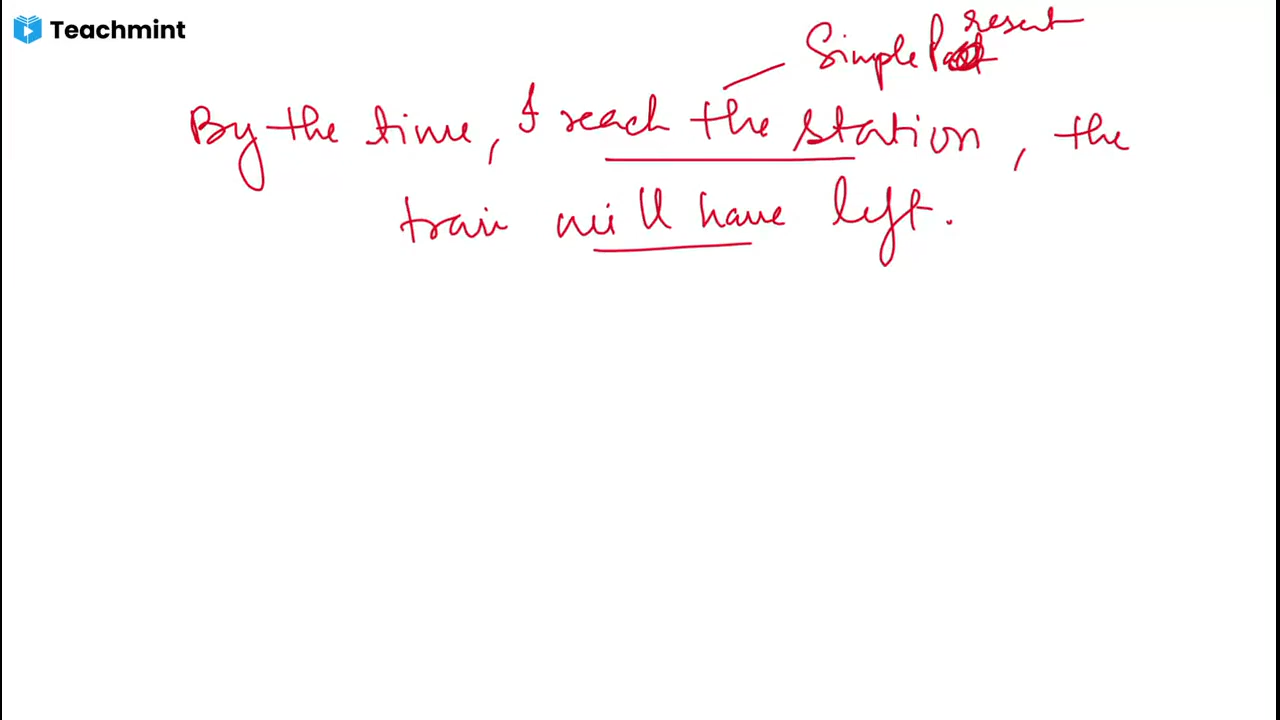 Teachmint
Simple Present
By the time, I reach the station, the
train will have left.